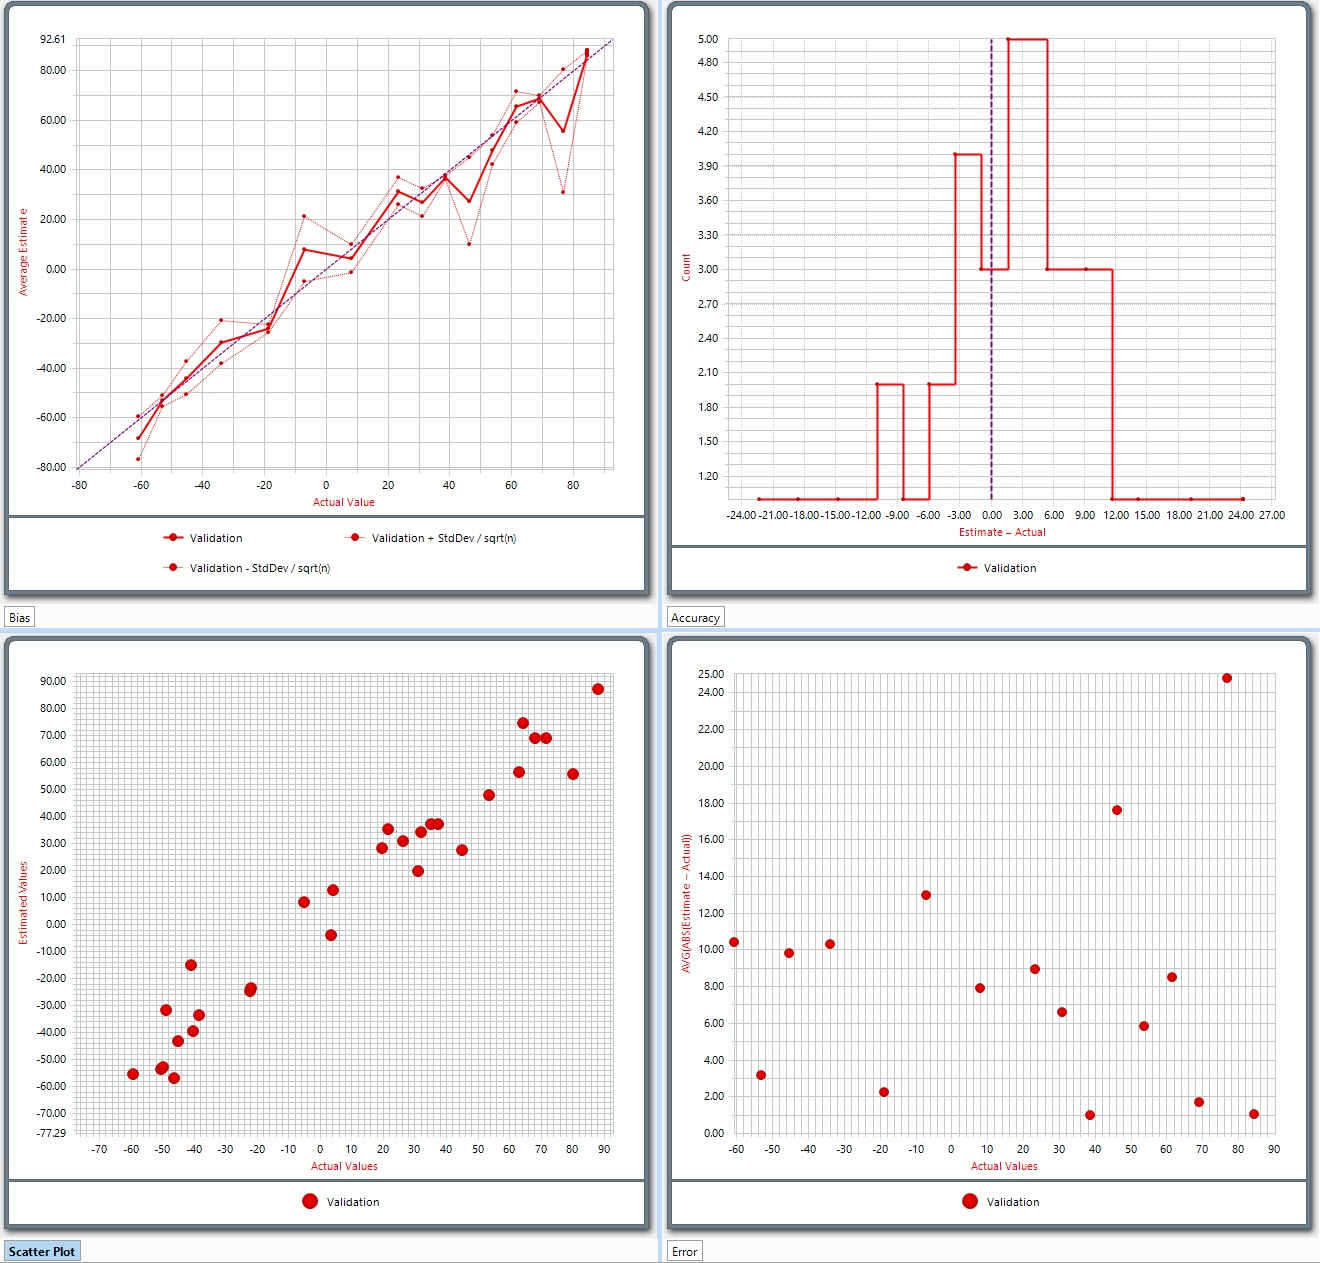 92.61
80.00
60.00
40.00
20.00
0.00
-20.00
-40.00
-60.00
-80.00
Average Estimate
-80 -60 -40 -20 0 20 40 60 80
Actual Value
Validation
Validation + StdDev / sqrt(n)
Validation - StdDev / sqrt(n)
Bias
5.00
4.80
4.50
4.20
3.90
3.60
3.30
3.00
2.70
2.40
2.10
1.80
1.50
1.20
Count
-24.00 -21.00 -18.00 -15.00 -12.00 -9.00 -6.00 -3.00 0.00 3.00 6.00 9.00 12.00 15.00 18.00 21.00 24.00 27.00
Estimate – Actual
Validation
Accuracy
90.00
80.00
70.00
60.00
50.00
40.00
30.00
20.00
10.00
0.00
-10.00
-20.00
-30.00
-40.00
-50.00
-60.00
-70.00
-77.29
Estimated Values
-70 -60 -50 -40 -30 -20 -10 0 10 20 30 40 50 60 70 80 90
Actual Values
Validation
Scatter Plot
25.00
24.00
22.00
20.00
18.00
16.00
14.00
12.00
10.00
8.00
6.00
4.00
2.00
0.00
AVG(ABS(Estimate – Actual))
-60 -50 -40 -30 -20 -10 0 10 20 30 40 50 60 70 80 90
Actual Values
Validation
Error